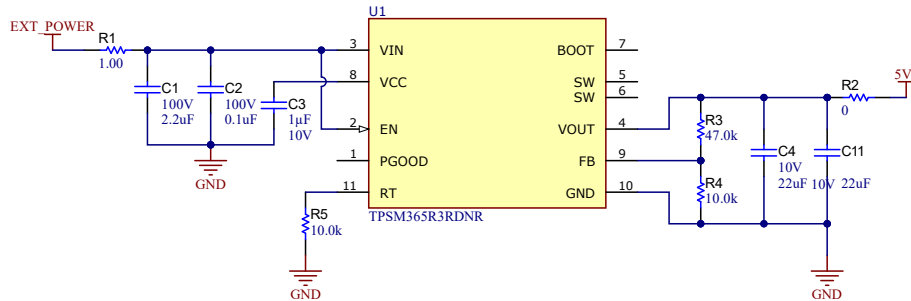 U1
EXT_POWER
R1
1.00
C1
100V
2.2uF
C2
100V
0.1uF
C3
1µF
10V
3 VIN
8 VCC
2 EN
1 PGOOD
11 RT
BOOT 7
SW 5
SW 6
VOUT 4
FB 9
GND 10
TPSM365R3RDNR
R5
10.0k
GND
GND
R3
47.0k
R4
10.0k
C4
10V
22uF
C11
10V 22uF
R2
0
5V
GND